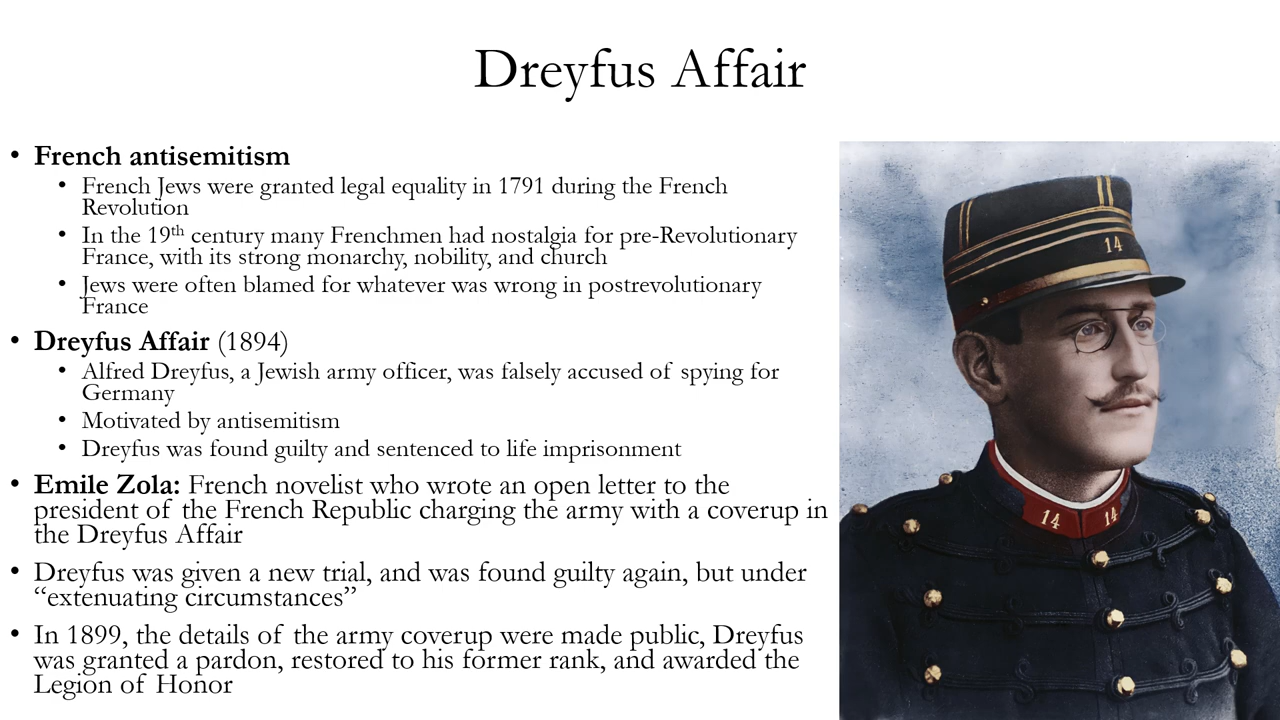 Dreyfus Affair
• French antisemitism
• French Jews were granted legal equality in 1791 during the French
Revolution
• In the 19th century many Frenchmen had nostalgia for pre-Revolutionary
France, with its strong monarchy, nobility, and church
• Jews were often blamed for whatever was wrong in postrevolutionary
France
• Dreyfus Affair (1894)
• Alfred Dreyfus, a Jewish army officer, was falsely accused of spying for
Germany
• Motivated by antisemitism
• Dreyfus was found guilty and sentenced to life imprisonment
• Emile Zola: French novelist who wrote an open letter to the
president of the French Republic charging the army with a coverup in
the Dreyfus Affair
• Dreyfus was given a new trial, and was found guilty again, but under
“extenuating circumstances”
• In 1899, the details of the army coverup were made public, Dreyfus
was granted a pardon, restored to his former rank, and awarded the
Legion of Honor
14
14 14